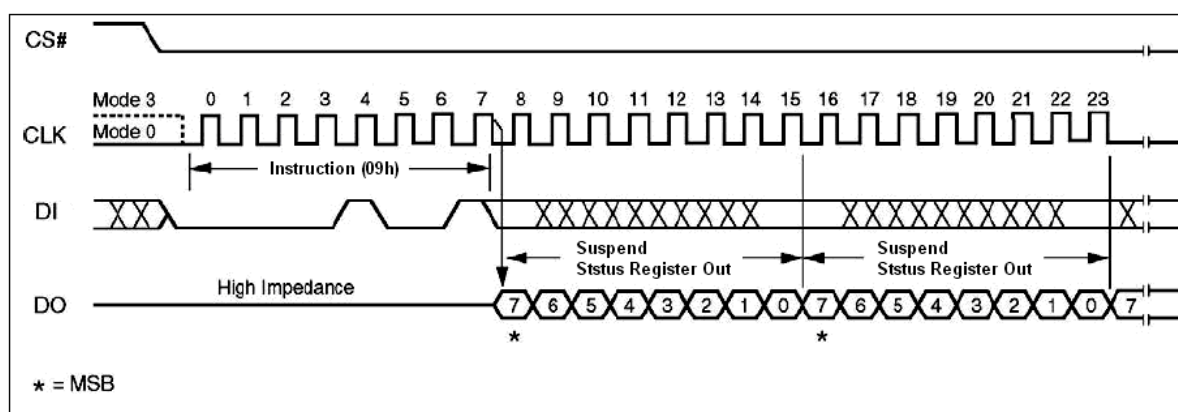 CS#
Mode 3 0 1 2 3 4 5 6 7 8 9 10 11 12 13 14 15 16 17 18 19 20 21 22 23
CLK Mode 0
Instruction (09h)
DI
Suspend Suspend
Ststus Register Out Ststus Register Out
High Impedance
DO 7 6 5 4 3 2 1 0 7 6 5 4 3 2 1 0 7
* *
* = MSB